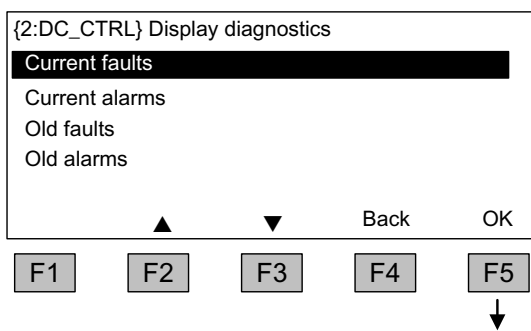 {2:DC_CTRL} Display diagnostics
Current faults
Current alarms
Old faults
Old alarms
▲ ▼ Back OK
F1 F2 F3 F4 F5